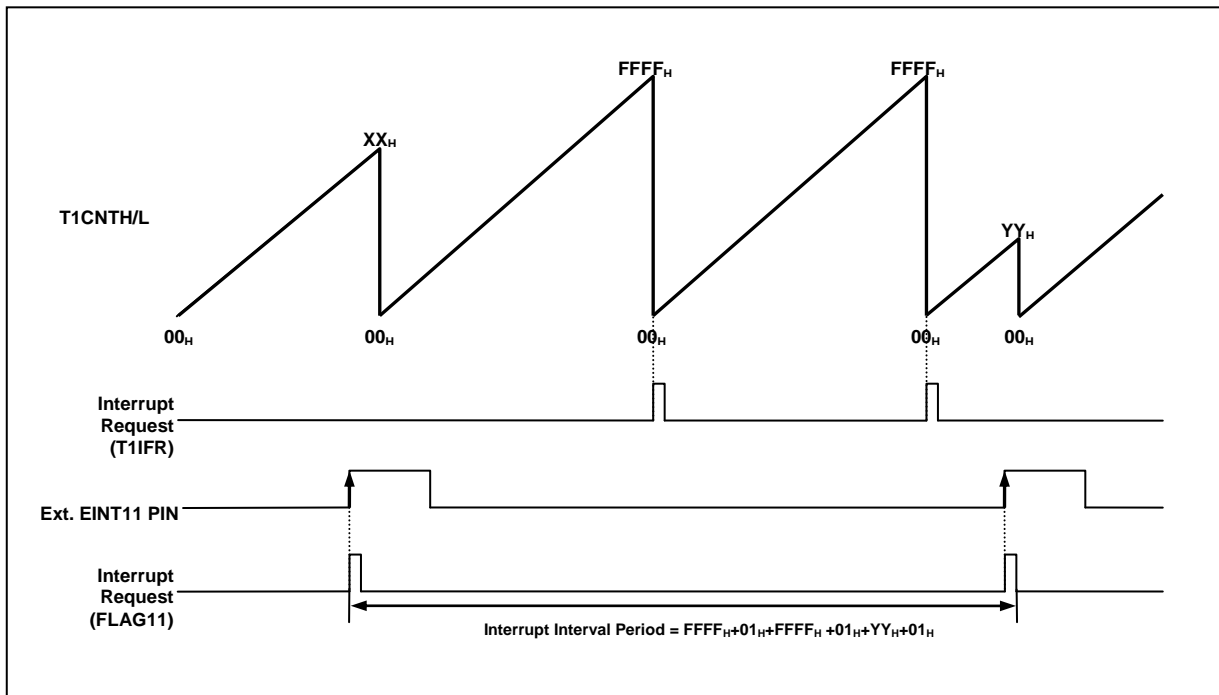 FFFFH
FFFFH
XXH
T1CNTH/L
YYH
00H
00H
00H
00H
00H
Interrupt
Request
(T1IFR)
Ext. EINT11 PIN
Interrupt
Request
(FLAG11)
Interrupt Interval Period = FFFFH+01H+FFFFH +01H+YYH+01H